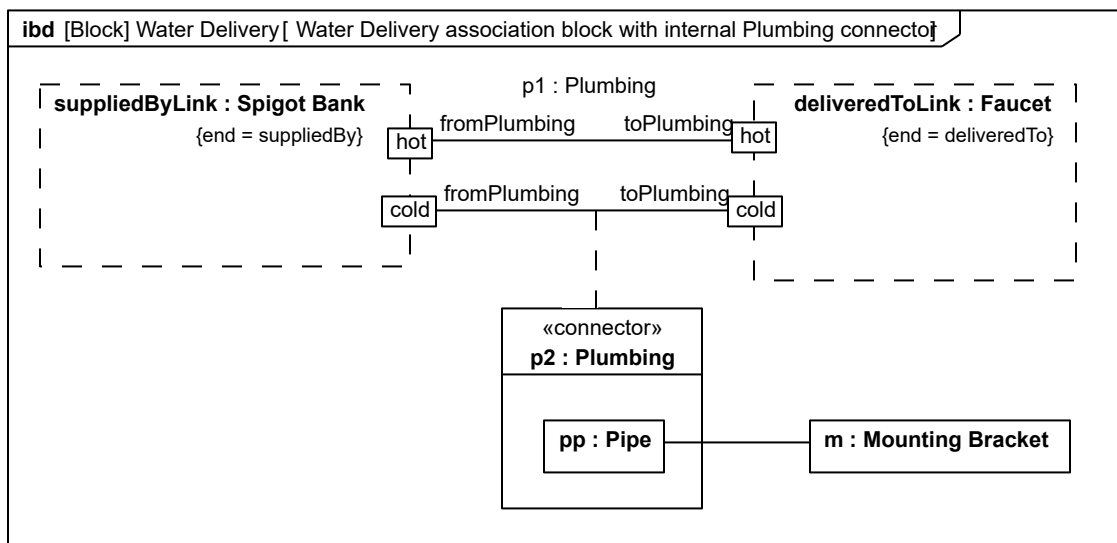 ibd [Block] Water Delivery[ Water Delivery association block with internal Plumbing connector]
p1 : Plumbing
suppliedByLink : Spigot Bank
{end = suppliedBy}
deliveredToLink : Faucet
{end = deliveredTo}
hot
fromPlumbing
toPlumbing
hot
cold
fromPlumbing
toPlumbing
cold
«connector»
p2 : Plumbing
pp : Pipe
m : Mounting Bracket